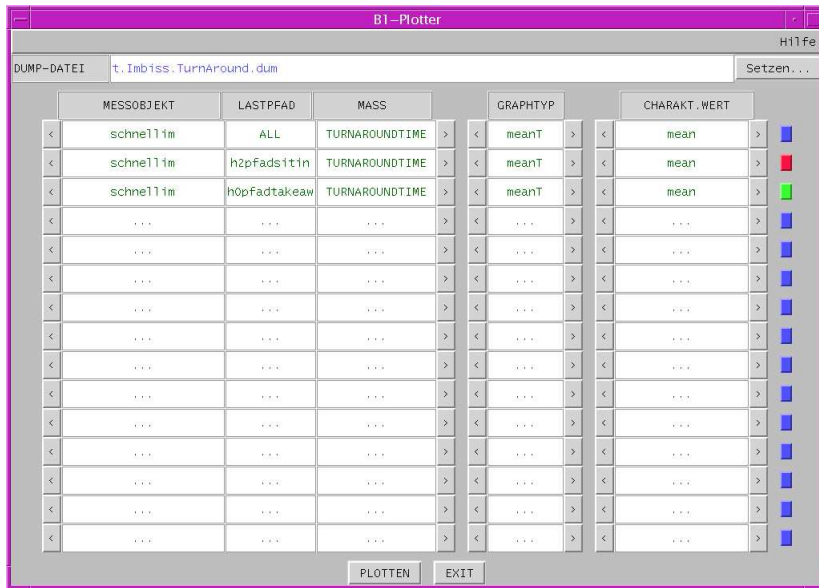 B1-Plotter
Hilfe
DUMP-DATEI t.Imbiss.TurnAround.dum Setzen...
MESSOBJEKT LASTPFAD MASS GRAPHTYP CHARAKT.WERT
< schnellim ALL TURNAROUNDTIME > < meanT > < mean >
< schnellim h2pfadsitin TURNAROUNDTIME > < meanT > < mean >
< schnellim h0pfadtakeaw TURNAROUNDTIME > < meanT > < mean >
< ... ... ... > < ... > < ... >
< ... ... ... > < ... > < ... >
< ... ... ... > < ... > < ... >
< ... ... ... > < ... > < ... >
< ... ... ... > < ... > < ... >
< ... ... ... > < ... > < ... >
< ... ... ... > < ... > < ... >
< ... ... ... > < ... > < ... >
< ... ... ... > < ... > < ... >
< ... ... ... > < ... > < ... >
< ... ... ... > < ... > < ... >
< ... ... ... > < ... > < ... >
PLOTTEN EXIT